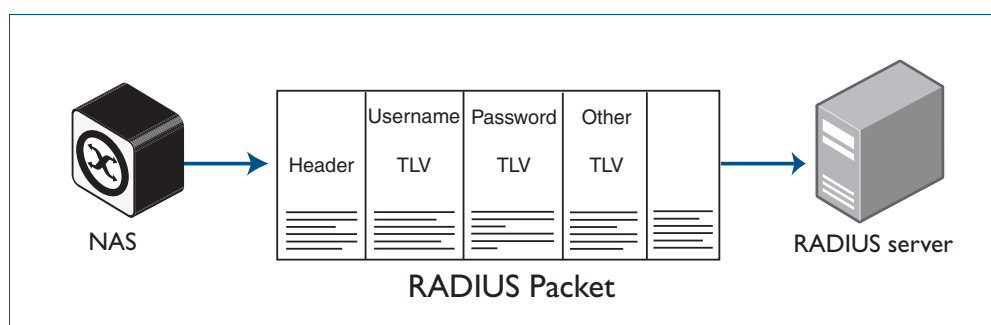 Username Password Other
Header TLV TLV TLV
NAS
RADIUS server
RADIUS Packet